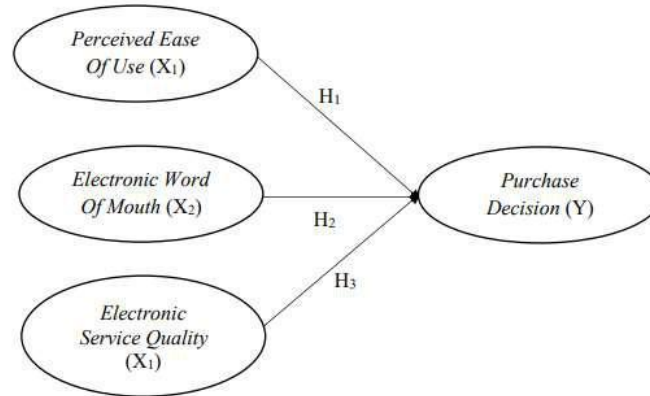 Perceived Ease
Of Use (X₁)
H₁
Electronic Word
Of Mouth (X₂)
H₂
Purchase
Decision (Y)
H₃
Electronic
Service Quality
(X₁)